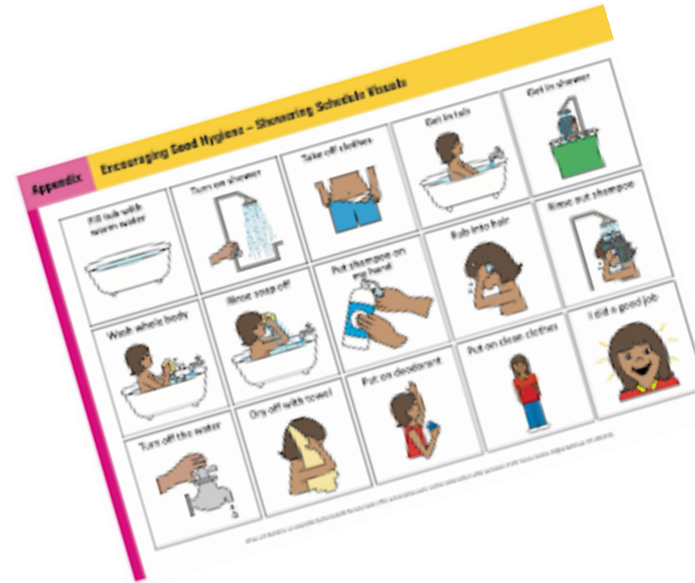 Appendix
Encouraging Good Hygiene – Showering Schedule Visuals
Fill tub with
warm water
Turn on shower
Take off clothes
Get in tub
Get in shower
Wash whole body
Rinse soap off
Put shampoo on
my hand
Rub into hair
Rinse out shampoo
Turn off the water
Dry off with towel
Put on deodorant
Put on clean clothes
I did a good job